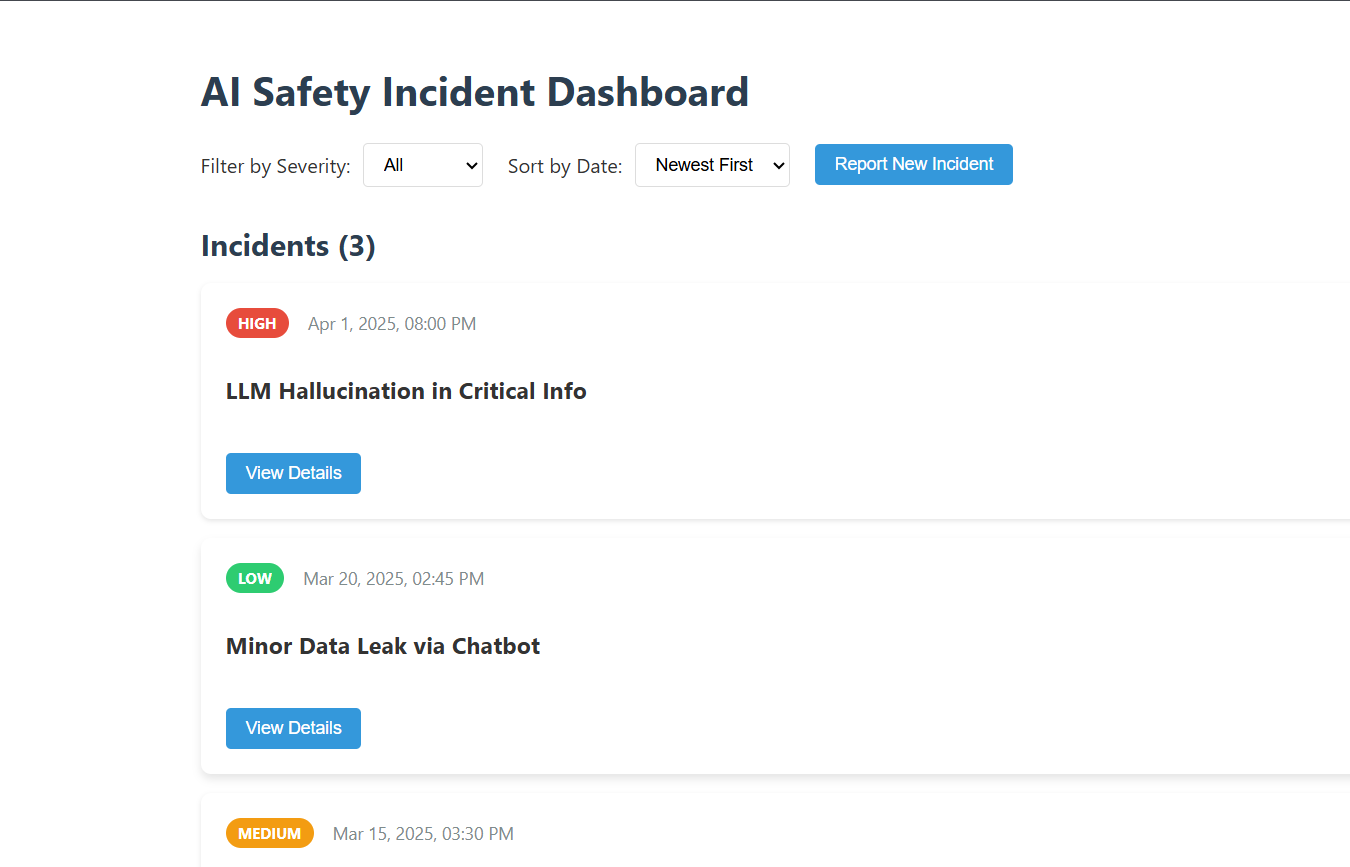 AI Safety Incident Dashboard
Filter by Severity: All Sort by Date: Newest First Report New Incident
Incidents (3)
HIGH Apr 1, 2025, 08:00 PM
LLM Hallucination in Critical Info
View Details
LOW Mar 20, 2025, 02:45 PM
Minor Data Leak via Chatbot
View Details
MEDIUM Mar 15, 2025, 03:30 PM